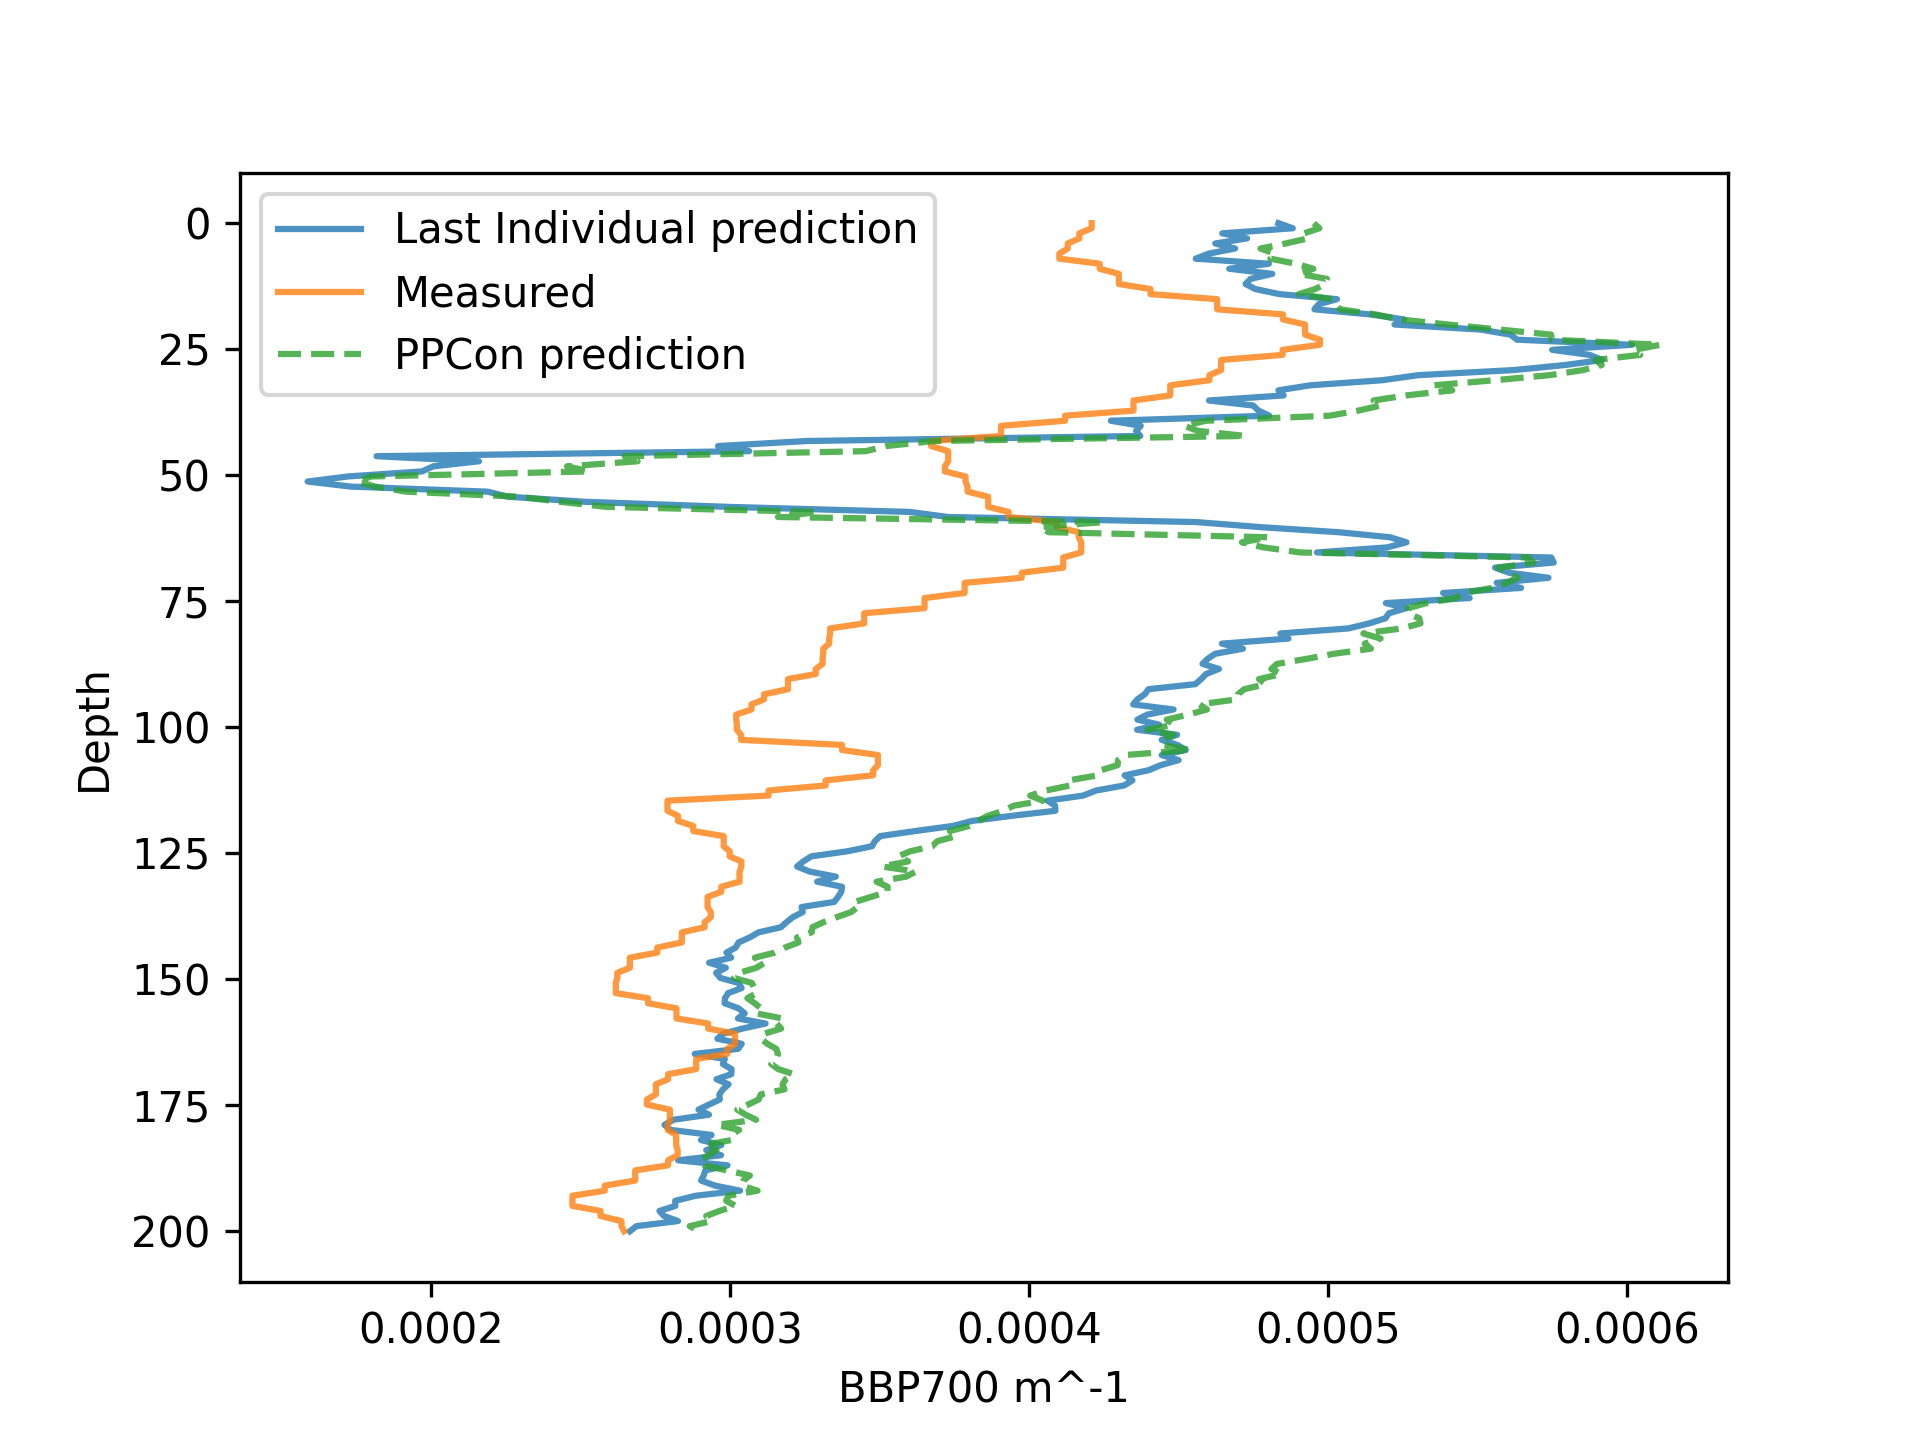 Last Individual prediction
Measured
PPCon prediction
0
25
50
75
100
125
150
175
200
Depth
0.0002 0.0003 0.0004 0.0005 0.0006
BBP700 m^-1